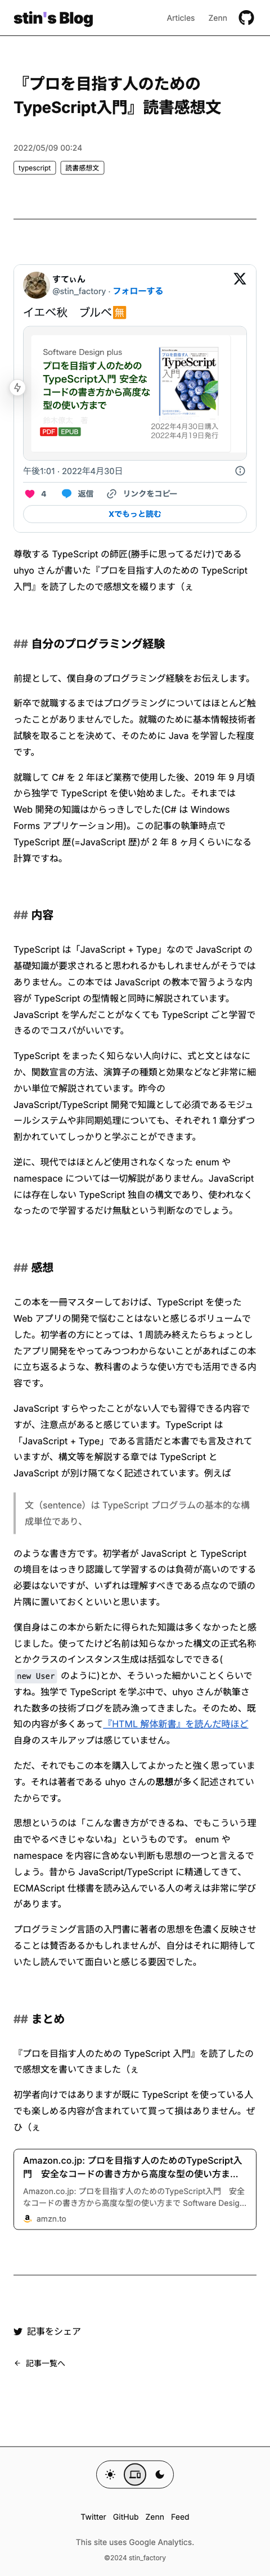 stin's Blog
Articles Zenn
『プロを目指す人のための
TypeScript入門』読書感想文
2022/05/09 00:24
typescript 読書感想文
すてぃん
@stin_factory · フォローする
イエベ秋　ブルベ🈚
Software Design plus
プロを目指す人のための
TypeScript入門 安全な
コードの書き方から高度な
型の使い方まで
PDF EPUB
2022年4月30日購入
2022年4月19日発行
午後1:01 · 2022年4月30日
4 返信 リンクをコピー
Xでもっと読む
尊敬する TypeScript の師匠(勝手に思ってるだけ)である
uhyo さんが書いた『プロを目指す人のための TypeScript
入門』を読了したので感想文を綴ります（ぇ
## 自分のプログラミング経験
前提として、僕自身のプログラミング経験をお伝えします。
新卒で就職するまではプログラミングについてはほとんど触
ったことがありませんでした。就職のために基本情報技術者
試験を取ることを決めて、そのために Java を学習した程度
です。
就職して C# を 2 年ほど業務で使用した後、2019 年 9 月頃
から独学で TypeScript を使い始めました。それまでは
Web 開発の知識はからっきしでした(C# は Windows
Forms アプリケーション用)。この記事の執筆時点で
TypeScript 歴(=JavaScript 歴)が 2 年 8 ヶ月くらいになる
計算ですね。
## 内容
TypeScript は「JavaScript + Type」なので JavaScript の
基礎知識が要求されると思われるかもしれませんがそうでは
ありません。この本では JavaScript の教本で習うような内
容が TypeScript の型情報と同時に解説されています。
JavaScript を学んだことがなくても TypeScript ごと学習で
きるのでコスパがいいです。
TypeScript をまったく知らない人向けに、式と文とはなに
か、関数宣言の方法、演算子の種類と効果などなど非常に細
かい単位で解説されています。昨今の
JavaScript/TypeScript 開発で知識として必須であるモジュ
ールシステムや非同期処理についても、それぞれ 1 章分ずつ
割かれていてしっかりと学ぶことができます。
逆に、現代ではほとんど使用されなくなった enum や
namespace については一切解説がありません。JavaScript
には存在しない TypeScript 独自の構文であり、使われなく
なったので学習するだけ無駄という判断なのでしょう。
## 感想
この本を一冊マスターしておけば、TypeScript を使った
Web アプリの開発で悩むことはないと感じるボリュームで
した。初学者の方にとっては、1 周読み終えたらちょっとし
たアプリ開発をやってみつつわからないことがあればこの本
に立ち返るような、教科書のような使い方でも活用できる内
容です。
JavaScript すらやったことがない人でも習得できる内容で
すが、注意点があると感じています。TypeScript は
「JavaScript + Type」である言語だと本書でも言及されて
いますが、構文等を解説する章では TypeScript と
JavaScript が別け隔てなく記述されています。例えば
文（sentence）は TypeScript プログラムの基本的な構
成単位であり、
のような書き方です。初学者が JavaScript と TypeScript
の境目をはっきり認識して学習するのは負荷が高いのでする
必要はないですが、いずれは理解すべきである点なので頭の
片隅に置いておくといいと思います。
僕自身はこの本から新たに得られた知識は多くなかったと感
じました。使ってたけど名前は知らなかった構文の正式名称
とかクラスのインスタンス生成は括弧なしでできる(
new User のように)とか、そういった細かいことくらいで
すね。独学で TypeScript を学ぶ中で、uhyo さんが執筆さ
れた数多の技術ブログを読み漁ってきました。そのため、既
知の内容が多くあって『HTML 解体新書』を読んだ時ほど
自身のスキルアップは感じていません。
ただ、それでもこの本を購入してよかったと強く思っていま
す。それは著者である uhyo さんの思想が多く記述されてい
たからです。
思想というのは「こんな書き方ができるね、でもこういう理
由でやるべきじゃないね」というものです。 enum や
namespace を内容に含めない判断も思想の一つと言えるで
しょう。昔から JavaScript/TypeScript に精通してきて、
ECMAScript 仕様書を読み込んでいる人の考えは非常に学び
があります。
プログラミング言語の入門書に著者の思想を色濃く反映させ
ることは賛否あるかもしれませんが、自分はそれに期待して
いたし読んでいて面白いと感じる要因でした。
## まとめ
『プロを目指す人のための TypeScript 入門』を読了したの
で感想文を書いてきました（ぇ
初学者向けではありますが既に TypeScript を使っている人
でも楽しめる内容が含まれていて買って損はありません。ぜ
ひ（ぇ
Amazon.co.jp: プロを目指す人のためのTypeScript入
門　安全なコードの書き方から高度な型の使い方ま...
Amazon.co.jp: プロを目指す人のためのTypeScript入門　安全
なコードの書き方から高度な型の使い方まで Software Desig...
amzn.to
記事をシェア
← 記事一覧へ
Twitter GitHub Zenn Feed
This site uses Google Analytics.
©2024 stin_factory